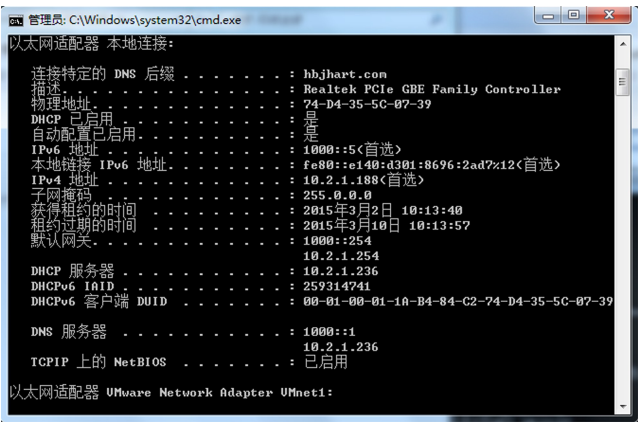 管理员: C:\Windows\system32\cmd.exe
以太网适配器 本地连接:
连接特定的 DNS 后缀 . . . . . . . : hbjhart.com
描述. . . . . . . . . . . . . . . : Realtek PCIe GBE Family Controller
物理地址. . . . . . . . . . . . . : 74-D4-35-5C-07-39
DHCP 已启用 . . . . . . . . . . . : 是
自动配置已启用. . . . . . . . . . : 是
IPv6 地址 . . . . . . . . . . . . : 1000::5(首选)
本地链接 IPv6 地址. . . . . . . . : fe80::e140:d301:8696:2ad7%12(首选)
IPv4 地址 . . . . . . . . . . . . : 10.2.1.188(首选)
子网掩码 . . . . . . . . . . . . : 255.0.0.0
获得租约的时间 . . . . . . . . . : 2015年3月2日 10:13:40
租约过期的时间 . . . . . . . . . : 2015年3月10日 10:13:57
默认网关. . . . . . . . . . . . . : 1000::254
10.2.1.254
DHCP 服务器 . . . . . . . . . . . : 10.2.1.236
DHCPv6 IAID . . . . . . . . . . . : 259314741
DHCPv6 客户端 DUID . . . . . . . : 00-01-00-01-1A-B4-84-C2-74-D4-35-5C-07-39
DNS 服务器 . . . . . . . . . . . : 1000::1
10.2.1.236
TCPIP 上的 NetBIOS . . . . . . . : 已启用
以太网适配器 VMware Network Adapter VMnet1: